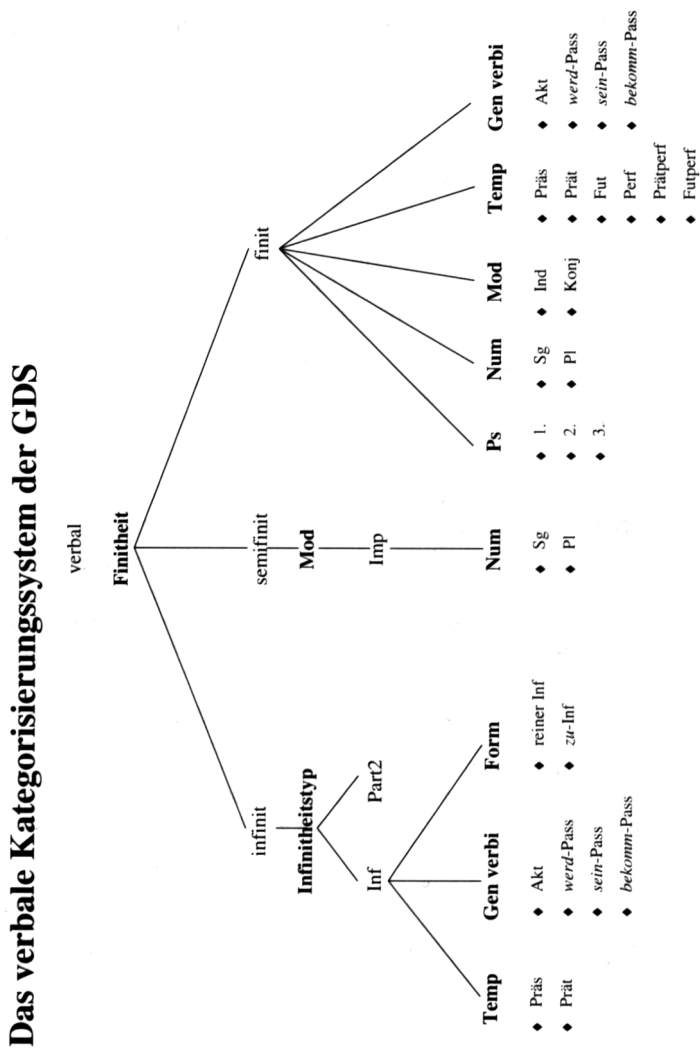 Das verbale Kategorisierungssystem der GDS
verbal
Finitheit
infinit
semifinit
finit
Infinitheitstyp
Mod
Inf
Part2
Imp
Temp
Gen verbi
Form
Num
Ps
Num
Mod
Temp
Gen verbi
♦ Präs
♦ Prät
♦ Akt
♦ werd-Pass
♦ sein-Pass
♦ bekomm-Pass
♦ reiner Inf
♦ zu-Inf
♦ Sg
♦ Pl
♦ 1.
♦ 2.
♦ 3.
♦ Sg
♦ Pl
♦ Ind
♦ Konj
♦ Präs
♦ Prät
♦ Fut
♦ Perf
♦ Prätperf
♦ Futperf
♦ Akt
♦ werd-Pass
♦ sein-Pass
♦ bekomm-Pass